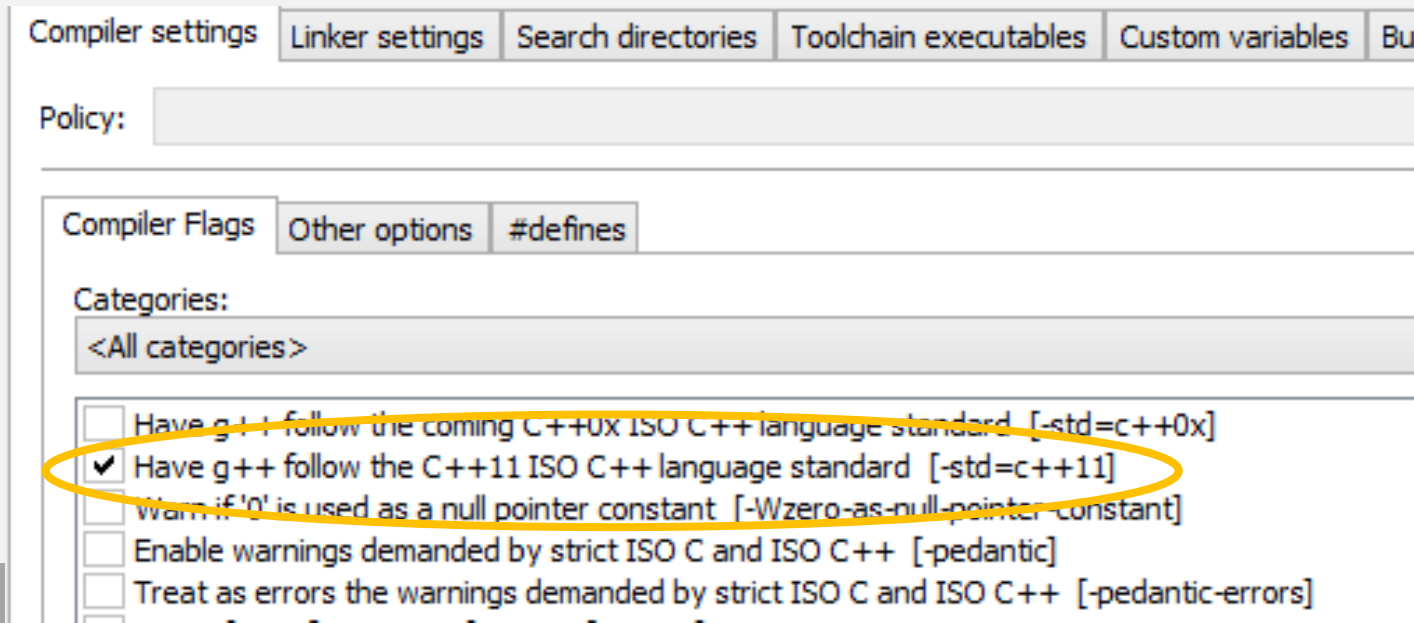 Compiler settings Linker settings Search directories Toolchain executables Custom variables Bu
Policy:
Compiler Flags Other options #defines
Categories:
<All categories>
Have g++ follow the coming C++0x ISO C++ language standard [-std=c++0x]
Have g++ follow the C++11 ISO C++ language standard [-std=c++11]
Warn if '0' is used as a null pointer constant [-Wzero-as-null-pointer-constant]
Enable warnings demanded by strict ISO C and ISO C++ [-pedantic]
Treat as errors the warnings demanded by strict ISO C and ISO C++ [-pedantic-errors]